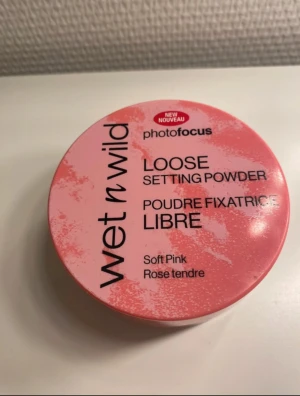 NEW
NOUVEAU
photofocus
wet n wild
LOOSE
SETTING POWDER
POUDRE FIXATRICE
LIBRE
Soft Pink
Rose tendre